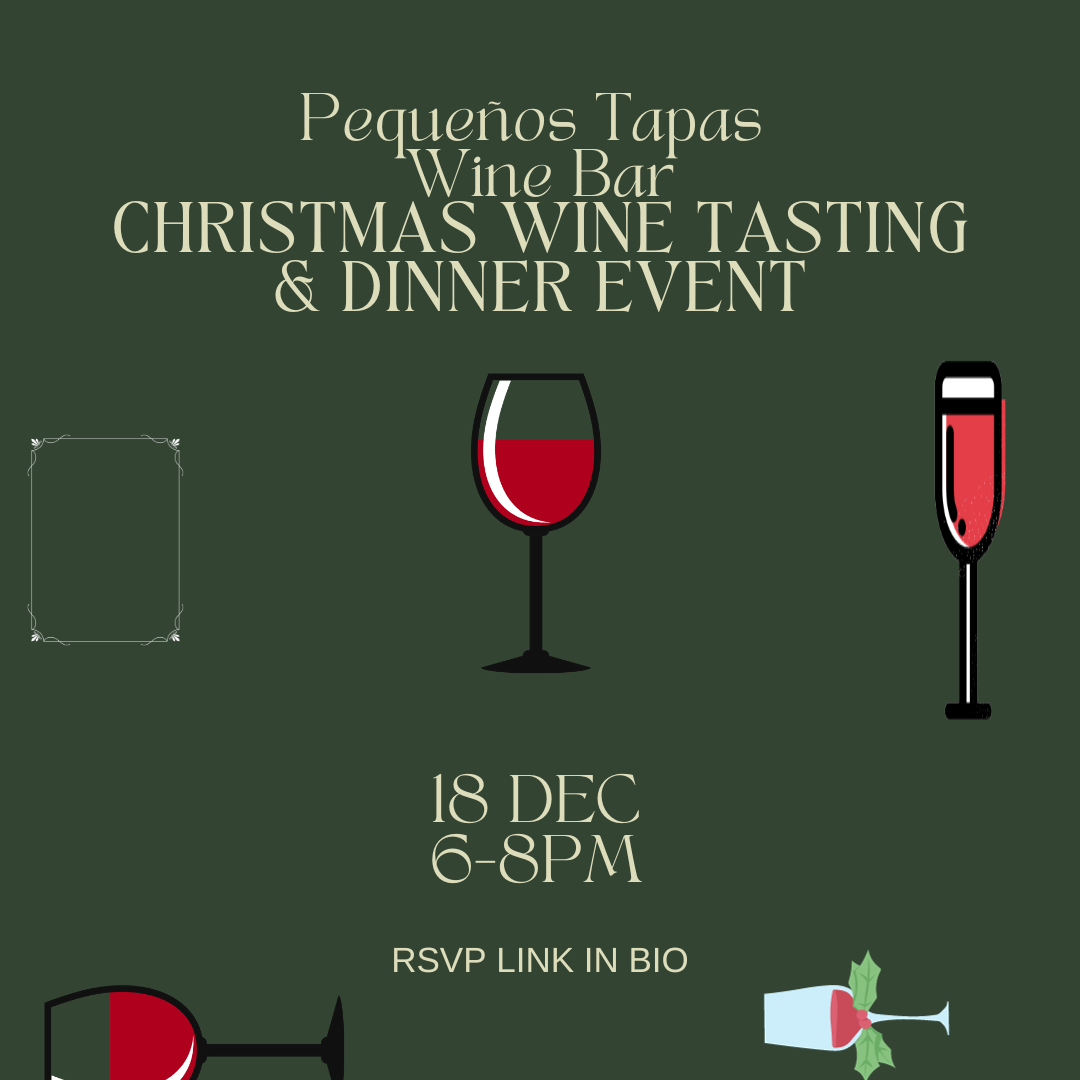 Pequeños Tapas
Wine Bar
CHRISTMAS WINE TASTING
& DINNER EVENT
18 DEC
6-8PM
RSVP LINK IN BIO